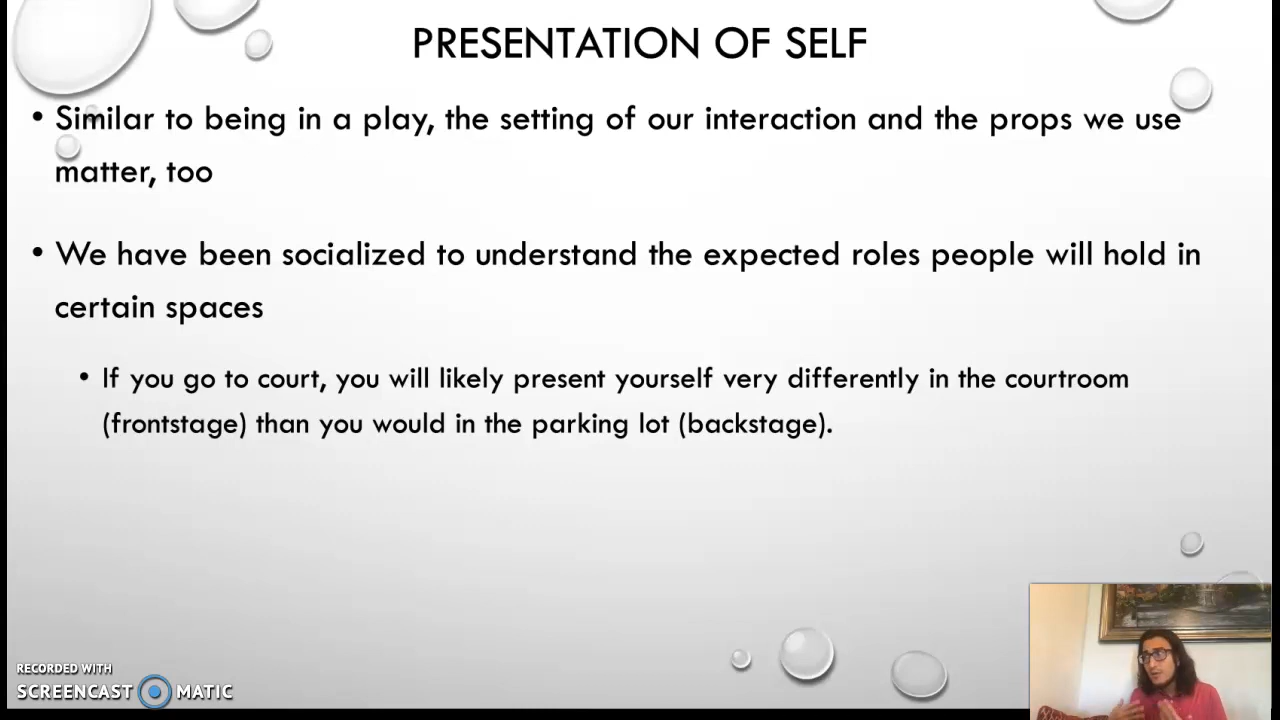 PRESENTATION OF SELF
• Similar to being in a play, the setting of our interaction and the props we use
matter, too
• We have been socialized to understand the expected roles people will hold in
certain spaces
• If you go to court, you will likely present yourself very differently in the courtroom
(frontstage) than you would in the parking lot (backstage).
RECORDED WITH
SCREENCAST MATIC